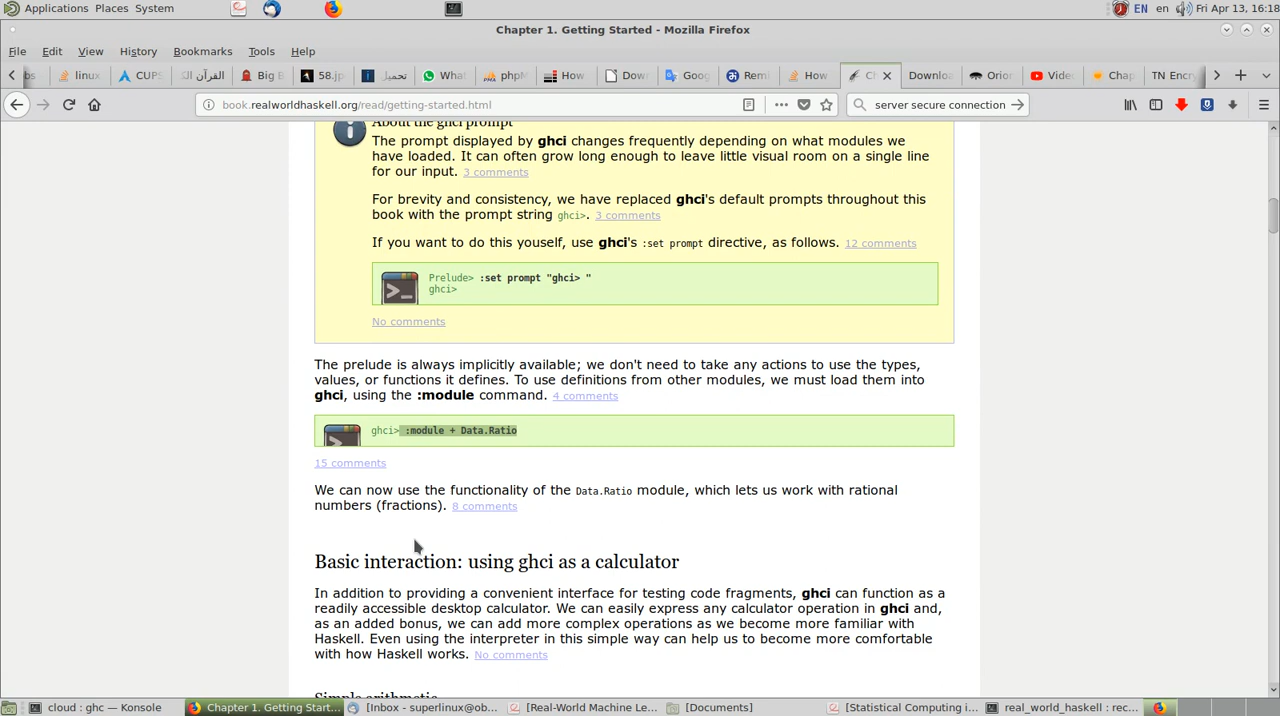 Applications Places System EN en Fri Apr 13, 16:18
Chapter 1. Getting Started - Mozilla Firefox
File Edit View History Bookmarks Tools Help
bs linux CUPS القرآن ال Big B 58.jp تحميل What phpM How Down Goog Remi How Ch Downlo Orion Video Chap TN Encry
book.realworldhaskell.org/read/getting-started.html server secure connection
About the ghci prompt
The prompt displayed by ghci changes frequently depending on what modules we
have loaded. It can often grow long enough to leave little visual room on a single line
for our input. 3 comments
For brevity and consistency, we have replaced ghci's default prompts throughout this
book with the prompt string ghci>. 3 comments
If you want to do this youself, use ghci's :set prompt directive, as follows. 12 comments
Prelude> :set prompt "ghci> "
ghci>
No comments
The prelude is always implicitly available; we don't need to take any actions to use the types,
values, or functions it defines. To use definitions from other modules, we must load them into
ghci, using the :module command. 4 comments
ghci> :module + Data.Ratio
15 comments
We can now use the functionality of the Data.Ratio module, which lets us work with rational
numbers (fractions). 8 comments
Basic interaction: using ghci as a calculator
In addition to providing a convenient interface for testing code fragments, ghci can function as a
readily accessible desktop calculator. We can easily express any calculator operation in ghci and,
as an added bonus, we can add more complex operations as we become more familiar with
Haskell. Even using the interpreter in this simple way can help us to become more comfortable
with how Haskell works. No comments
Simple arithmetic
cloud : ghc — Konsole Chapter 1. Getting Start... [Inbox - superlinux@ob... [Real-World Machine Le... [Documents] [Statistical Computing i... real_world_haskell : rec...